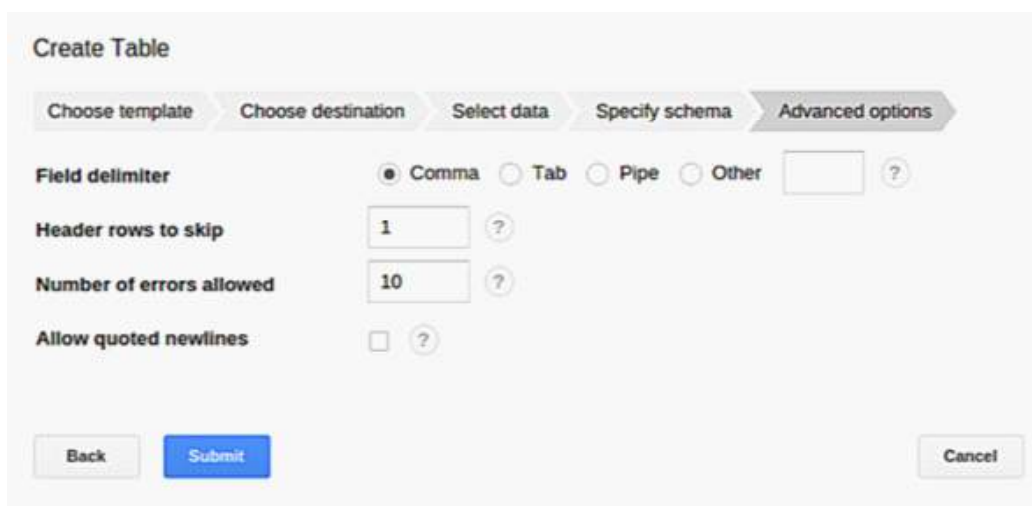 Create Table
Choose template Choose destination Select data Specify schema Advanced options
Field delimiter Comma Tab Pipe Other ?
Header rows to skip 1 ?
Number of errors allowed 10 ?
Allow quoted newlines ?
Back Submit Cancel